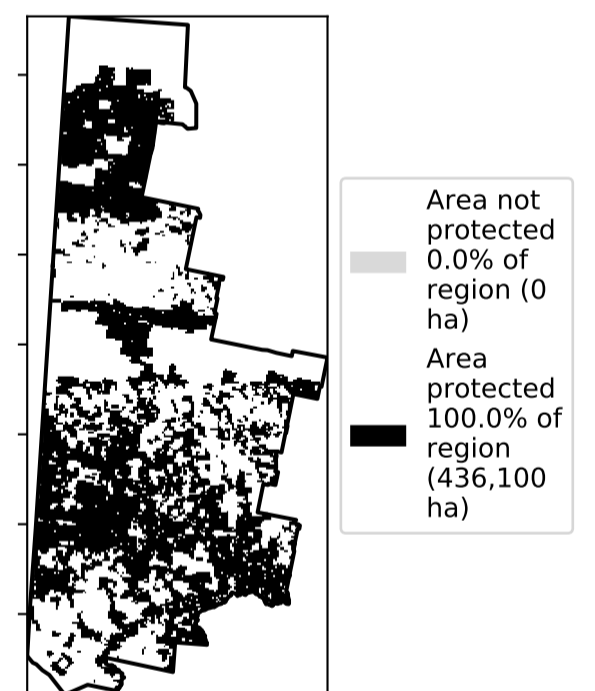 Area not
protected
0.0% of
region (0
ha)
Area
protected
100.0% of
region
(436,100
ha)